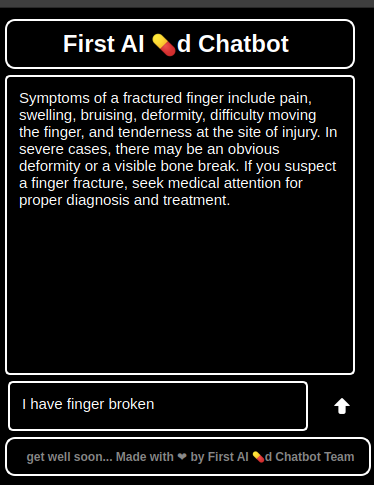 First AI 💊d Chatbot
Symptoms of a fractured finger include pain,
swelling, bruising, deformity, difficulty moving
the finger, and tenderness at the site of injury. In
severe cases, there may be an obvious
deformity or a visible bone break. If you suspect
a finger fracture, seek medical attention for
proper diagnosis and treatment.
I have finger broken
get well soon... Made with ❤ by First AI 💊d Chatbot Team